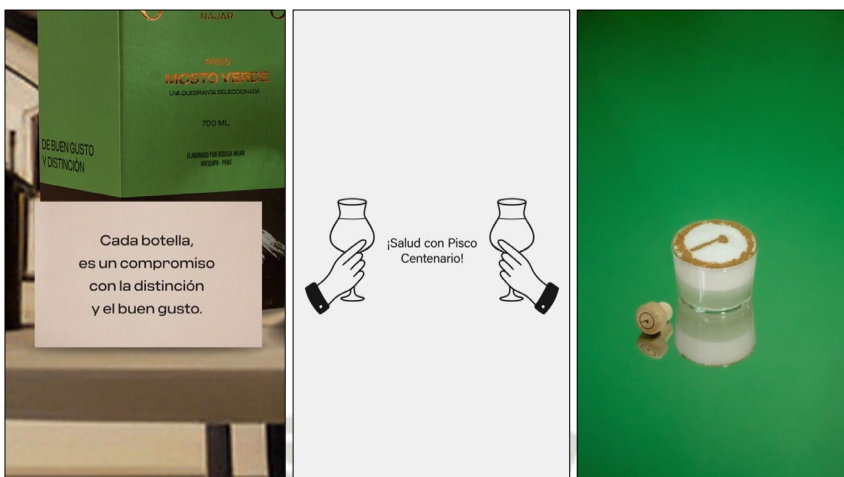 NAJAR
PISCO
MOSTO VERDE
UVA QUEBRANTA SELECCIONADA
700 ML
ELABORADO POR BODEGA NAJAR
AREQUIPA - PERÚ
DE BUEN GUSTO
Y DISTINCIÓN
Cada botella,
es un compromiso
con la distinción
y el buen gusto.
¡Salud con Pisco
Centenario!